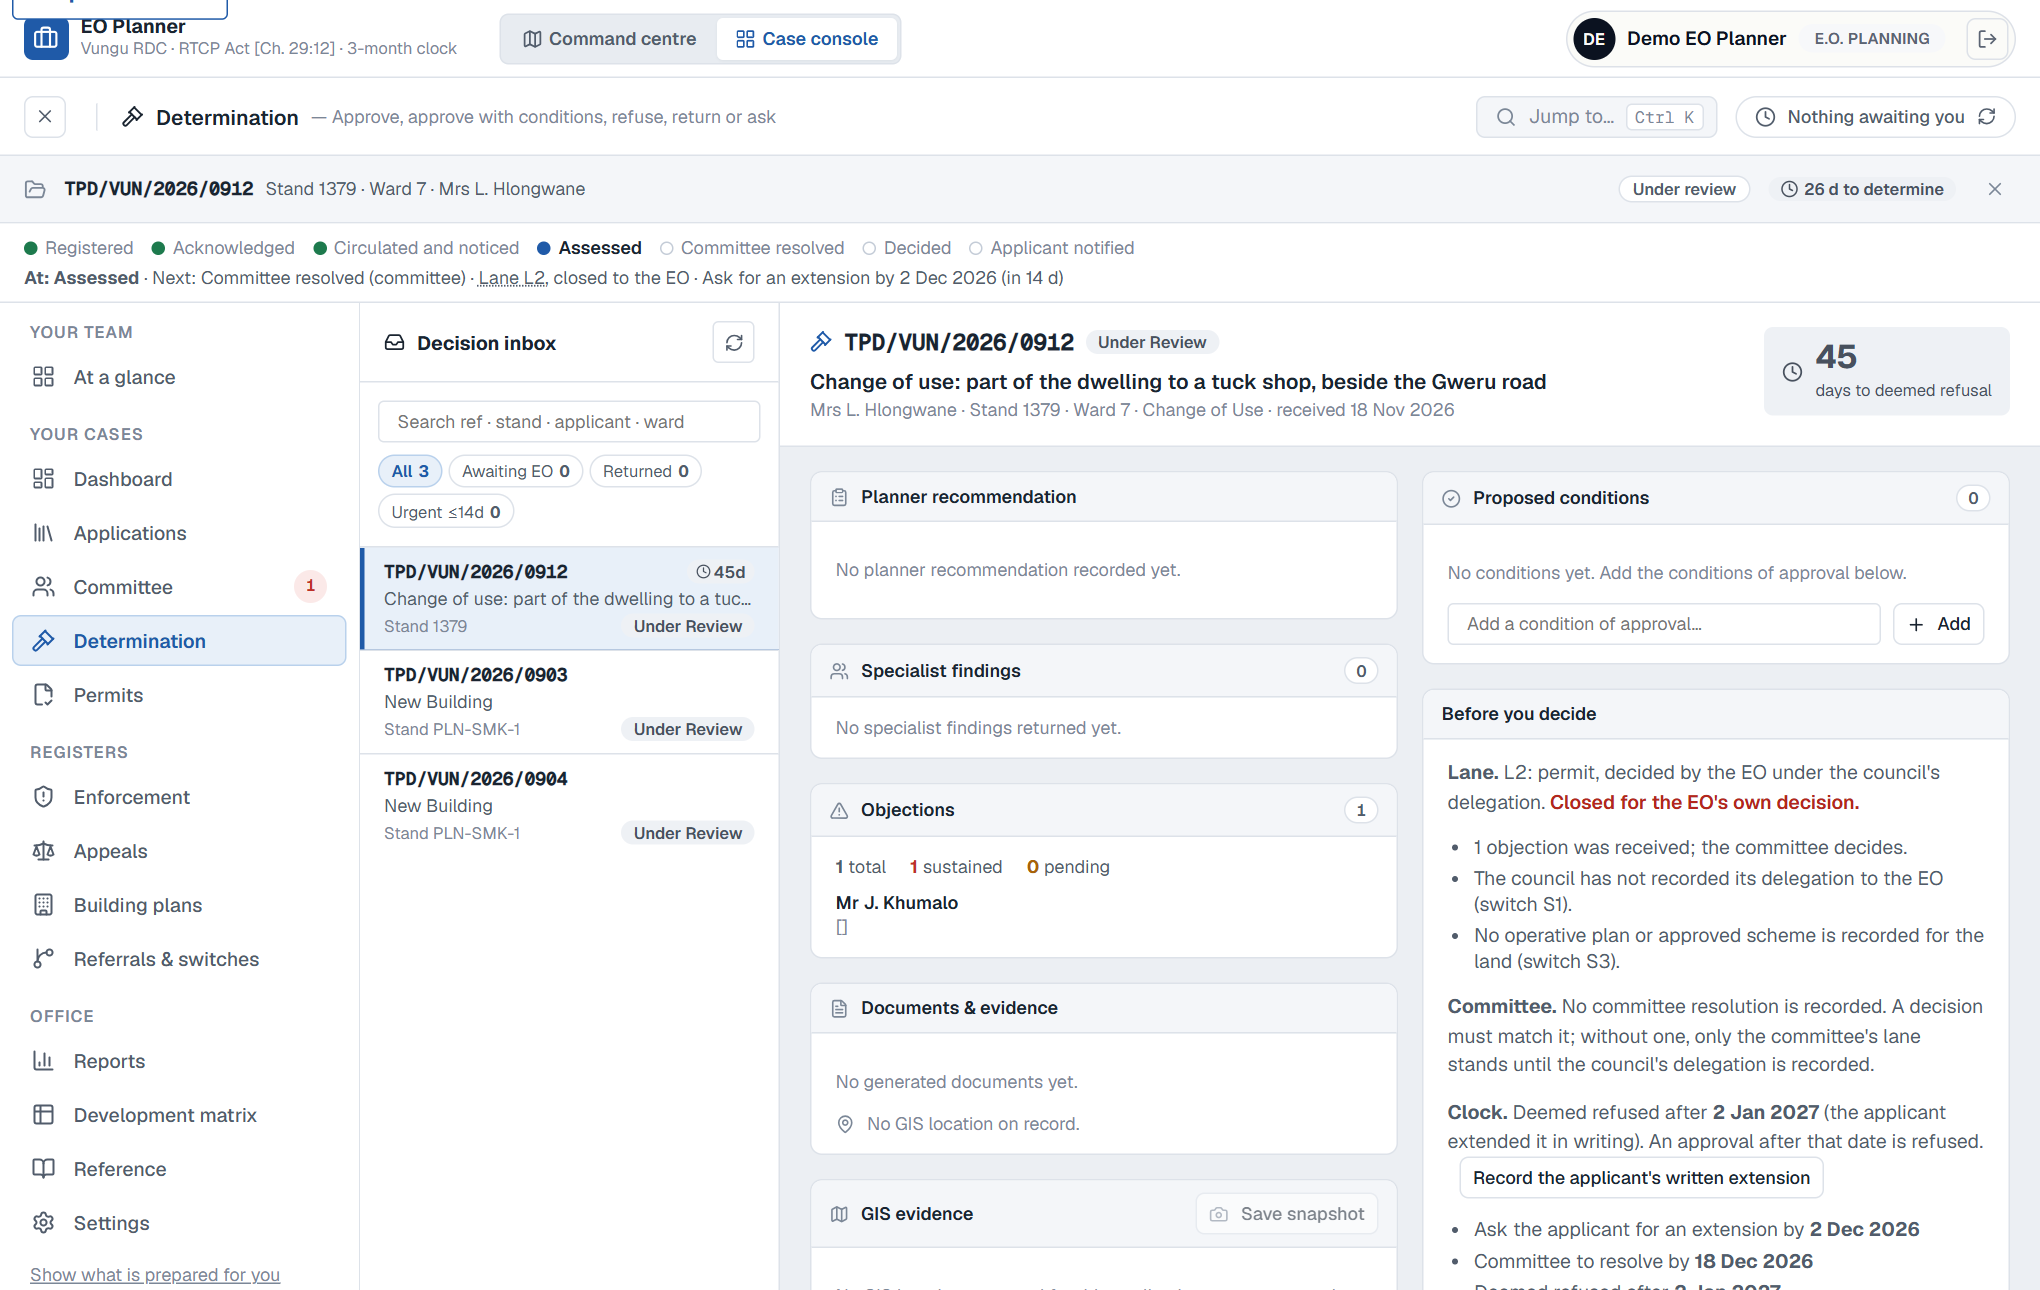 EO Planner
Vungu RDC · RTCP Act [Ch. 29:12] · 3-month clock
Command centre
Case console
DE
Demo EO Planner
E.O. PLANNING
Determination
— Approve, approve with conditions, refuse, return or ask
Jump to...
Ctrl K
Nothing awaiting you
TPD/VUN/2026/0912
Stand 1379 · Ward 7 · Mrs L. Hlongwane
Under review
26 d to determine
Registered
Acknowledged
Circulated and noticed
Assessed
Committee resolved
Decided
Applicant notified
At: Assessed · Next: Committee resolved (committee) · Lane L2, closed to the EO · Ask for an extension by 2 Dec 2026 (in 14 d)
YOUR TEAM
At a glance
YOUR CASES
Dashboard
Applications
Committee
1
Determination
Permits
REGISTERS
Enforcement
Appeals
Building plans
Referrals & switches
OFFICE
Reports
Development matrix
Reference
Settings
Show what is prepared for you
Decision inbox
Search ref · stand · applicant · ward
All 3
Awaiting EO 0
Returned 0
Urgent ≤14d 0
TPD/VUN/2026/0912
45d
Change of use: part of the dwelling to a tuc...
Stand 1379
Under Review
TPD/VUN/2026/0903
New Building
Stand PLN-SMK-1
Under Review
TPD/VUN/2026/0904
New Building
Stand PLN-SMK-1
Under Review
TPD/VUN/2026/0912
Under Review
Change of use: part of the dwelling to a tuck shop, beside the Gweru road
Mrs L. Hlongwane · Stand 1379 · Ward 7 · Change of Use · received 18 Nov 2026
45
days to deemed refusal
Planner recommendation
No planner recommendation recorded yet.
Specialist findings
0
No specialist findings returned yet.
Objections
1
1 total
1 sustained
0 pending
Mr J. Khumalo
[]
Documents & evidence
No generated documents yet.
No GIS location on record.
GIS evidence
Save snapshot
Proposed conditions
0
No conditions yet. Add the conditions of approval below.
Add a condition of approval...
+ Add
Before you decide
Lane. L2: permit, decided by the EO under the council's
delegation. Closed for the EO's own decision.
• 1 objection was received; the committee decides.
• The council has not recorded its delegation to the EO
(switch S1).
• No operative plan or approved scheme is recorded for the
land (switch S3).
Committee. No committee resolution is recorded. A decision
must match it; without one, only the committee's lane
stands until the council's delegation is recorded.
Clock. Deemed refused after 2 Jan 2027 (the applicant
extended it in writing). An approval after that date is refused.
Record the applicant's written extension
• Ask the applicant for an extension by 2 Dec 2026
• Committee to resolve by 18 Dec 2026
Deemed refused after 2 Jan 2027